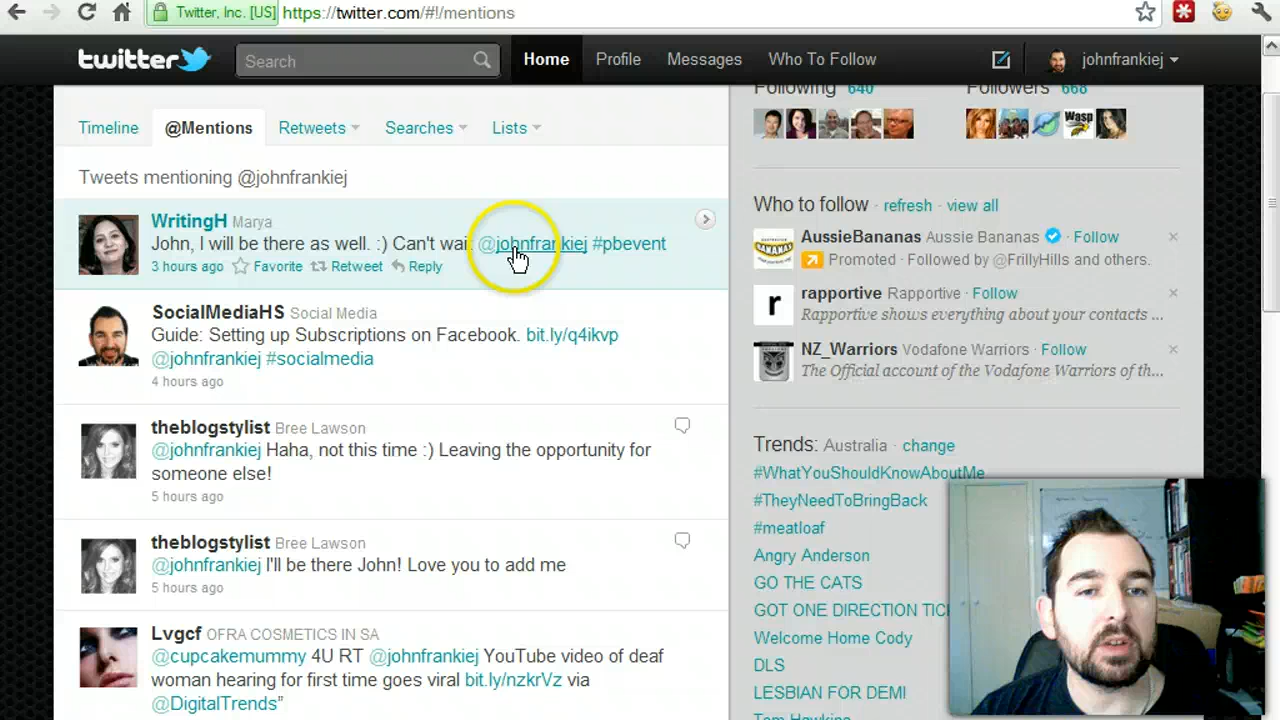 Twitter, Inc. [US] https://twitter.com/#!/mentions
twitter Search Home Profile Messages Who To Follow johnfrankiej
Following 640 Followers 668
Timeline @Mentions Retweets Searches Lists
Wasp
Tweets mentioning @johnfrankiej
WritingH Marya
John, I will be there as well. :) Can't wai @johnfrankiej #pbevent
3 hours ago Favorite Retweet Reply
SocialMediaHS Social Media
Guide: Setting up Subscriptions on Facebook. bit.ly/q4ikvp
@johnfrankiej #socialmedia
4 hours ago
theblogstylist Bree Lawson
@johnfrankiej Haha, not this time :) Leaving the opportunity for
someone else!
5 hours ago
theblogstylist Bree Lawson
@johnfrankiej I'll be there John! Love you to add me
5 hours ago
Lvgcf OFRA COSMETICS IN SA
@cupcakemummy 4U RT @johnfrankiej YouTube video of deaf
woman hearing for first time goes viral bit.ly/nzkrVz via
@DigitalTrends"
Who to follow · refresh · view all
AussieBananas Aussie Bananas · Follow
BANANAS
Promoted · Followed by @FrillyHills and others.
r
rapportive Rapportive · Follow
Rapportive shows everything about your contacts ...
NZ_Warriors Vodafone Warriors · Follow
The Official account of the Vodafone Warriors of th...
Trends: Australia · change
#WhatYouShouldKnowAboutMe
#TheyNeedToBringBack
#meatloaf
Angry Anderson
GO THE CATS
GOT ONE DIRECTION TIC
Welcome Home Cody
DLS
LESBIAN FOR DEMI
Tom Hawkins